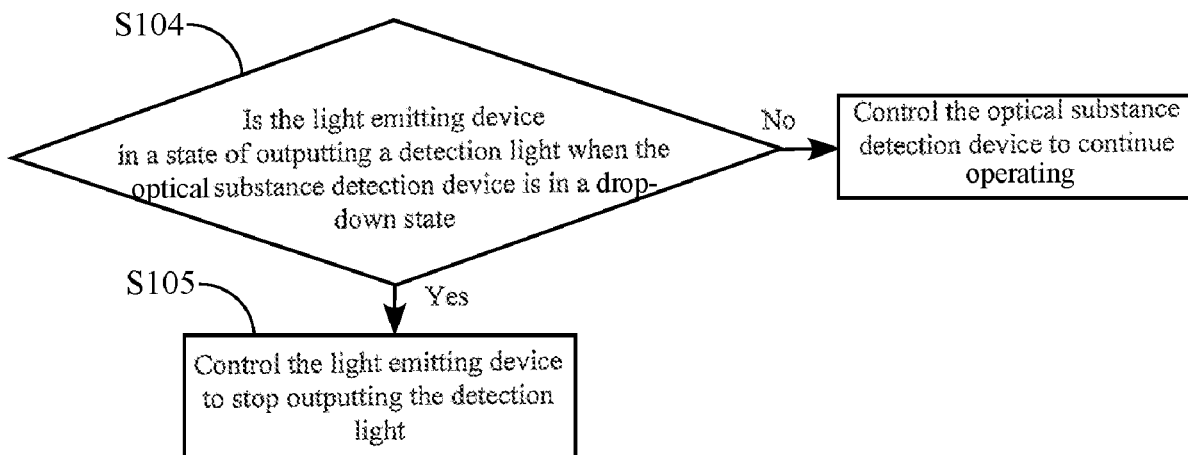 S104
Is the light emitting device
in a state of outputting a detection light when the
optical substance detection device is in a drop-
down state
No
Control the optical substance
detection device to continue
operating
S105
Yes
Control the light emitting device
to stop outputting the detection
light